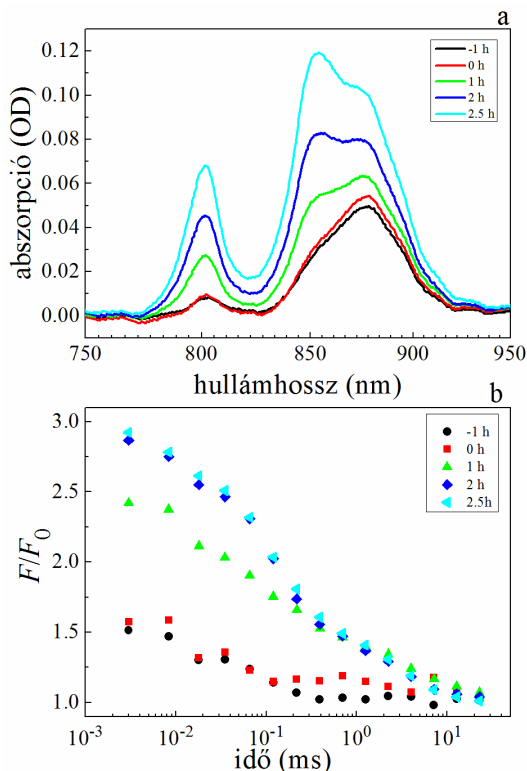 a
abszorpció (OD)
0.12
0.10
0.08
0.06
0.04
0.02
0.00
-1 h
0 h
1 h
2 h
2.5 h
750 800 850 900 950
hullámhossz (nm)
b
F/F0
3.0
2.5
2.0
1.5
1.0
-1 h
0 h
1 h
2 h
2.5h
10-3 10-2 10-1 100 101
idő (ms)